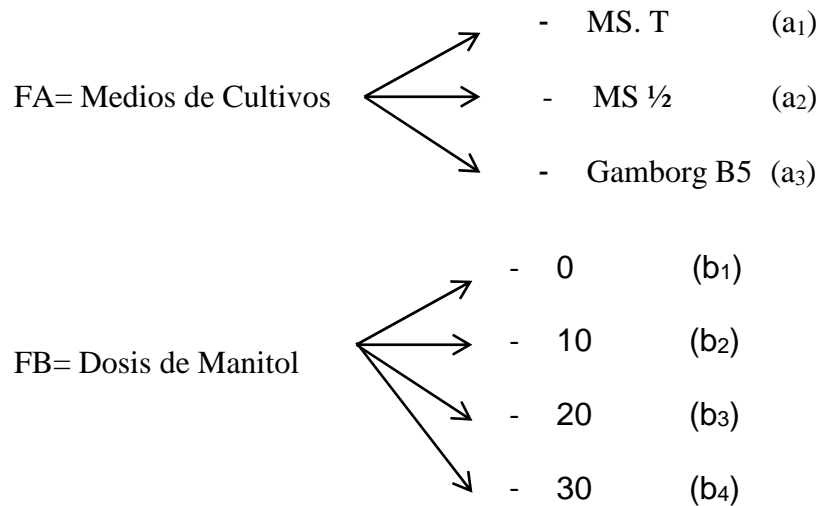 - MS. T (a₁)
FA= Medios de Cultivos - MS ½ (a₂)
- Gamborg B5 (a₃)
- 0 (b₁)
- 10 (b₂)
FB= Dosis de Manitol
- 20 (b₃)
- 30 (b₄)